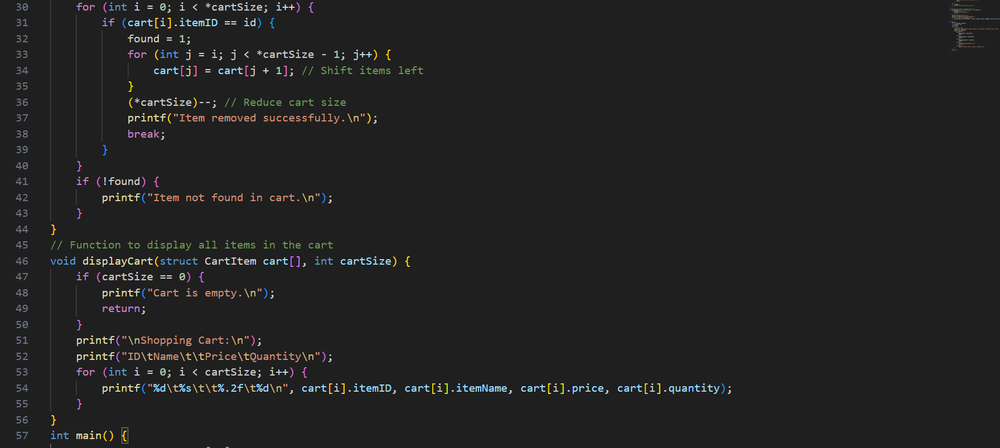 30 for (int i = 0; i < *cartSize; i++) {
31 if (cart[i].itemID == id) {
32 found = 1;
33 for (int j = i; j < *cartSize - 1; j++) {
34 cart[j] = cart[j + 1]; // Shift items left
35 }
36 (*cartSize)--; // Reduce cart size
37 printf("Item removed successfully.\n");
38 break;
39 }
40 }
41 if (!found) {
42 printf("Item not found in cart.\n");
43 }
44 }
45 // Function to display all items in the cart
46 void displayCart(struct CartItem cart[], int cartSize) {
47 if (cartSize == 0) {
48 printf("Cart is empty.\n");
49 return;
50 }
51 printf("\nShopping Cart:\n");
52 printf("ID\tName\t\tPrice\tQuantity\n");
53 for (int i = 0; i < cartSize; i++) {
54 printf("%d\t%s\t\t%.2f\t%d\n", cart[i].itemID, cart[i].itemName, cart[i].price, cart[i].quantity);
55 }
56 }
57 int main() {